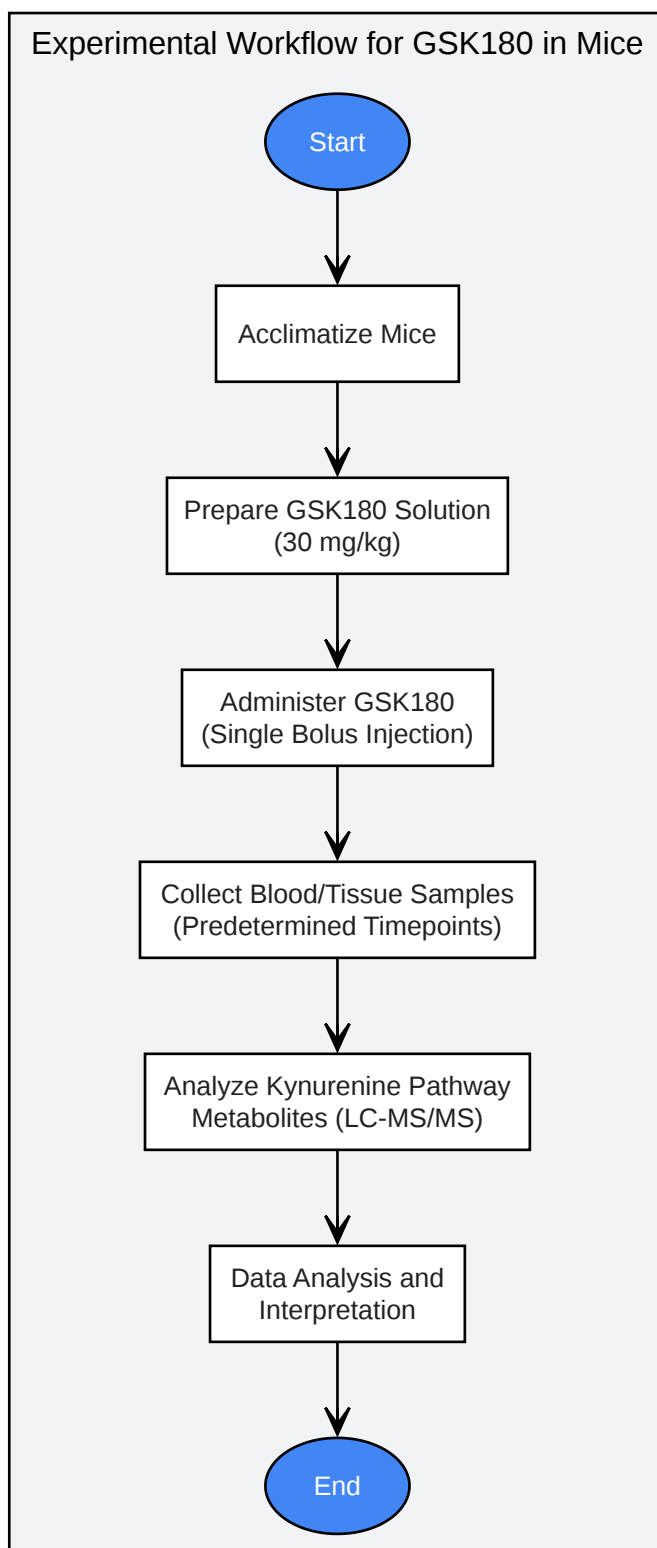 Experimental Workflow for GSK180 in Mice
Start
Acclimatize Mice
Prepare GSK180 Solution
(30 mg/kg)
Administer GSK180
(Single Bolus Injection)
Collect Blood/Tissue Samples
(Predetermined Timepoints)
Analyze Kynurenine Pathway
Metabolites (LC-MS/MS)
Data Analysis and
Interpretation
End